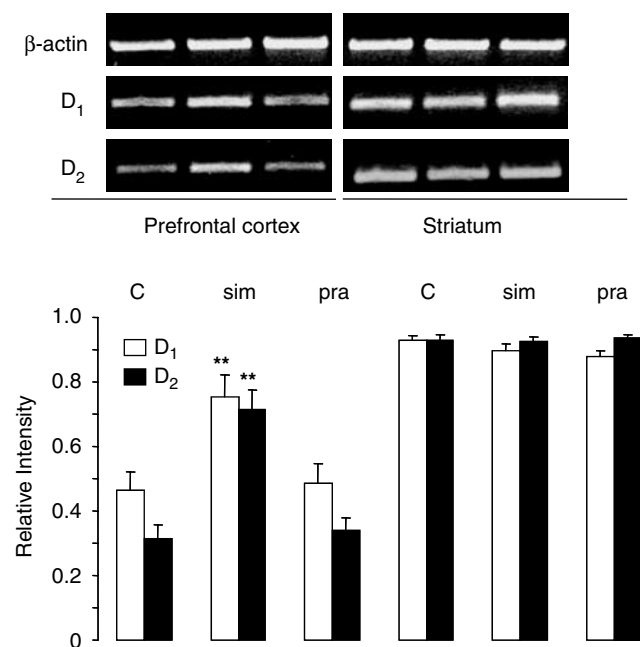 β-actin
D₁
D₂
Prefrontal cortex Striatum
C sim pra C sim pra
1.0
0.8
0.6
0.4
0.2
0
Relative Intensity
D₁
D₂
** **